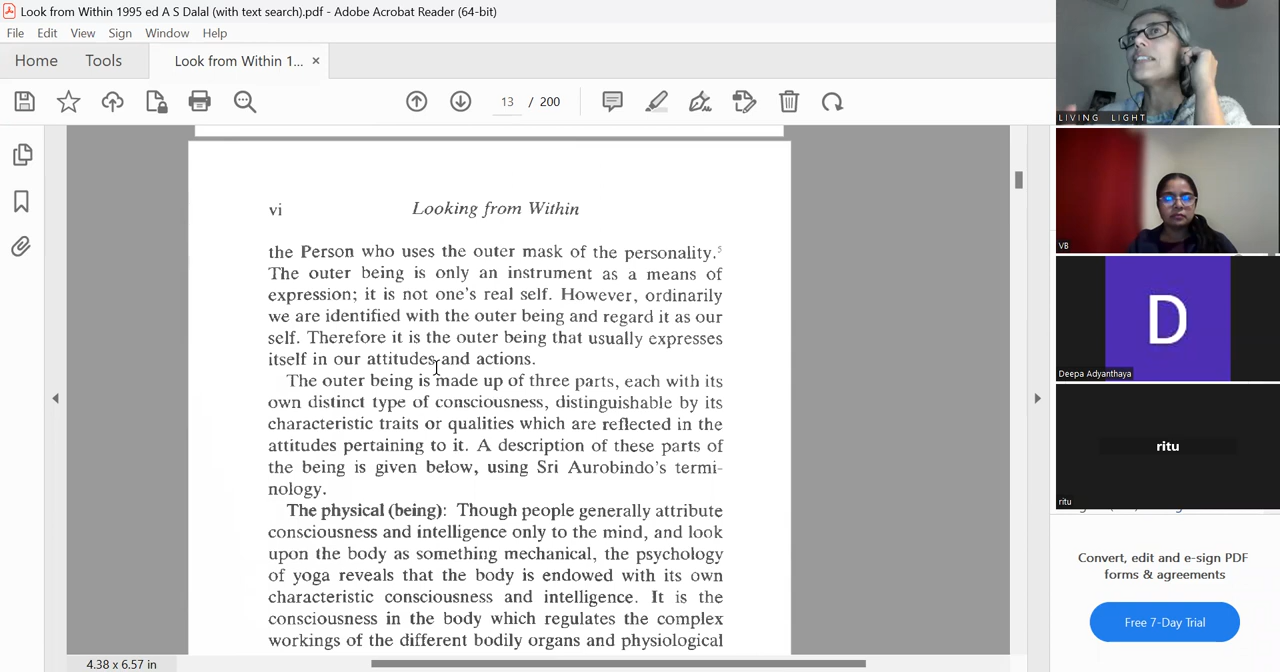 Look from Within 1995 ed A S Dalal (with text search).pdf - Adobe Acrobat Reader (64-bit)
File Edit View Sign Window Help
Home Tools Look from Within 1... ×
13 / 200
vi Looking from Within
the Person who uses the outer mask of the personality.⁵
The outer being is only an instrument as a means of
expression; it is not one's real self. However, ordinarily
we are identified with the outer being and regard it as our
self. Therefore it is the outer being that usually expresses
itself in our attitudes and actions.
The outer being is made up of three parts, each with its
own distinct type of consciousness, distinguishable by its
characteristic traits or qualities which are reflected in the
attitudes pertaining to it. A description of these parts of
the being is given below, using Sri Aurobindo's termi-
nology.
The physical (being): Though people generally attribute
consciousness and intelligence only to the mind, and look
upon the body as something mechanical, the psychology
of yoga reveals that the body is endowed with its own
characteristic consciousness and intelligence. It is the
consciousness in the body which regulates the complex
workings of the different bodily organs and physiological
4.38 x 6.57 in
LIVING LIGHT
VB
D
Deepa Adyanthaya
ritu
ritu
Convert, edit and e-sign PDF
forms & agreements
Free 7-Day Trial